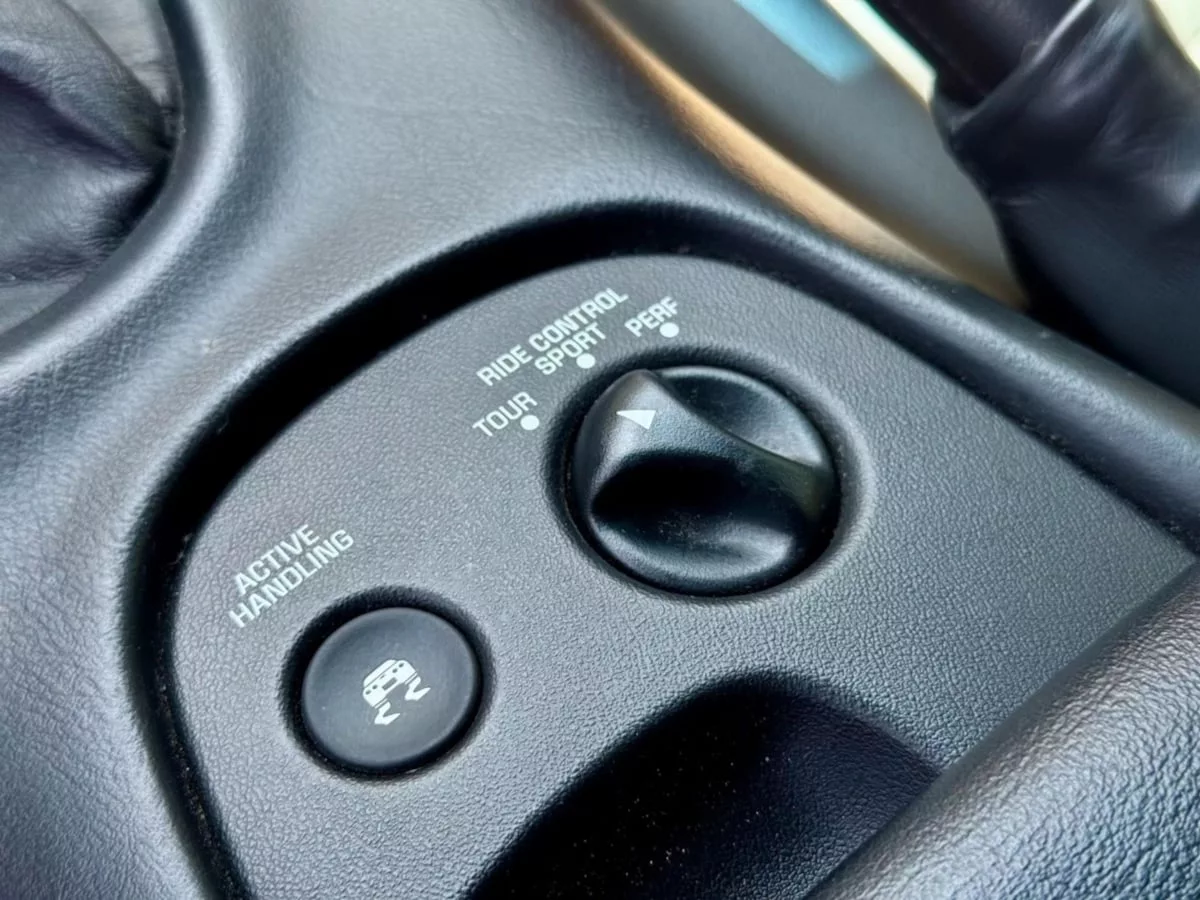 RIDE CONTROL
TOUR
SPORT
PERF
ACTIVE
HANDLING